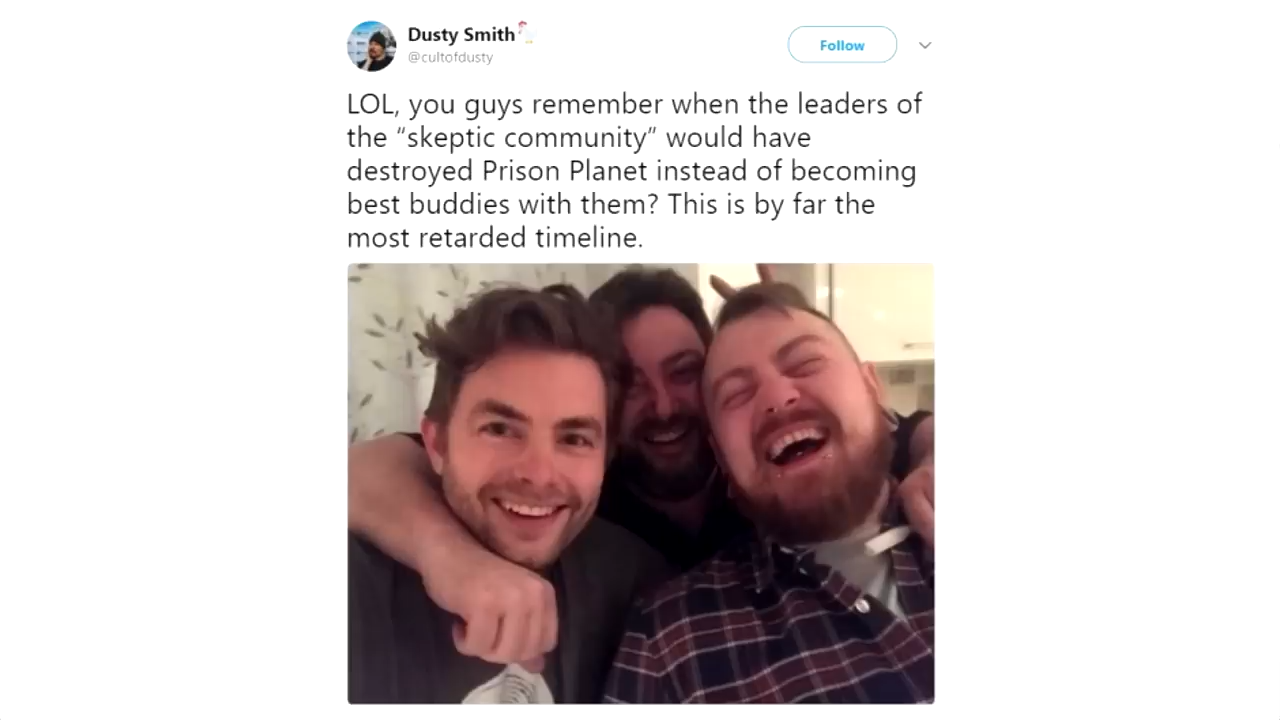 Dusty Smith
@cultofdusty
Follow
LOL, you guys remember when the leaders of
the “skeptic community” would have
destroyed Prison Planet instead of becoming
best buddies with them? This is by far the
most retarded timeline.